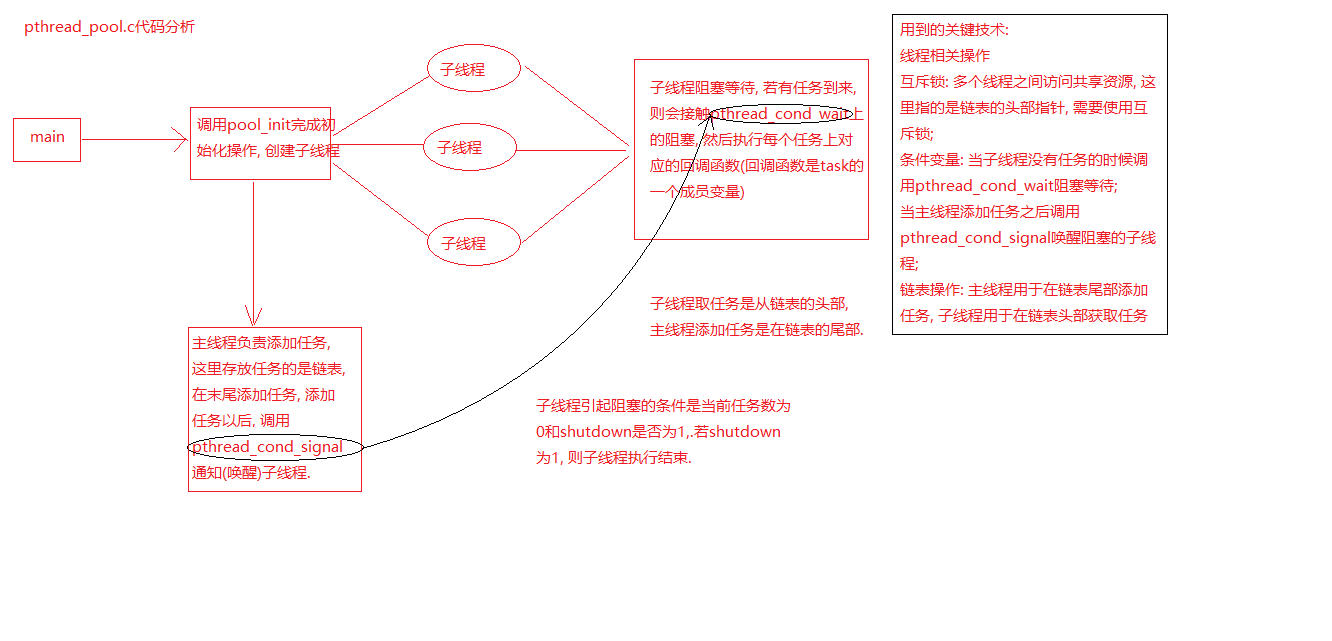 pthread_pool.c代码分析
main
调用pool_init完成初
始化操作, 创建子线程
子线程
子线程
子线程
子线程阻塞等待, 若有任务到来,
则会接触pthread_cond_wait上
的阻塞, 然后执行每个任务上对
应的回调函数(回调函数是task的
一个成员变量)
用到的关键技术:
线程相关操作
互斥锁: 多个线程之间访问共享资源, 这
里指的是链表的头部指针, 需要使用互
斥锁;
条件变量: 当子线程没有任务的时候调
用pthread_cond_wait阻塞等待;
当主线程添加任务之后调用
pthread_cond_signal唤醒阻塞的子线
程;
链表操作: 主线程用于在链表尾部添加
任务, 子线程用于在链表头部获取任务
子线程取任务是从链表的头部,
主线程添加任务是在链表的尾部.
主线程负责添加任务,
这里存放任务的是链表,
在末尾添加任务, 添加
任务以后, 调用
pthread_cond_signal
通知(唤醒)子线程.
子线程引起阻塞的条件是当前任务数为
0和shutdown是否为1,.若shutdown
为1, 则子线程执行结束.